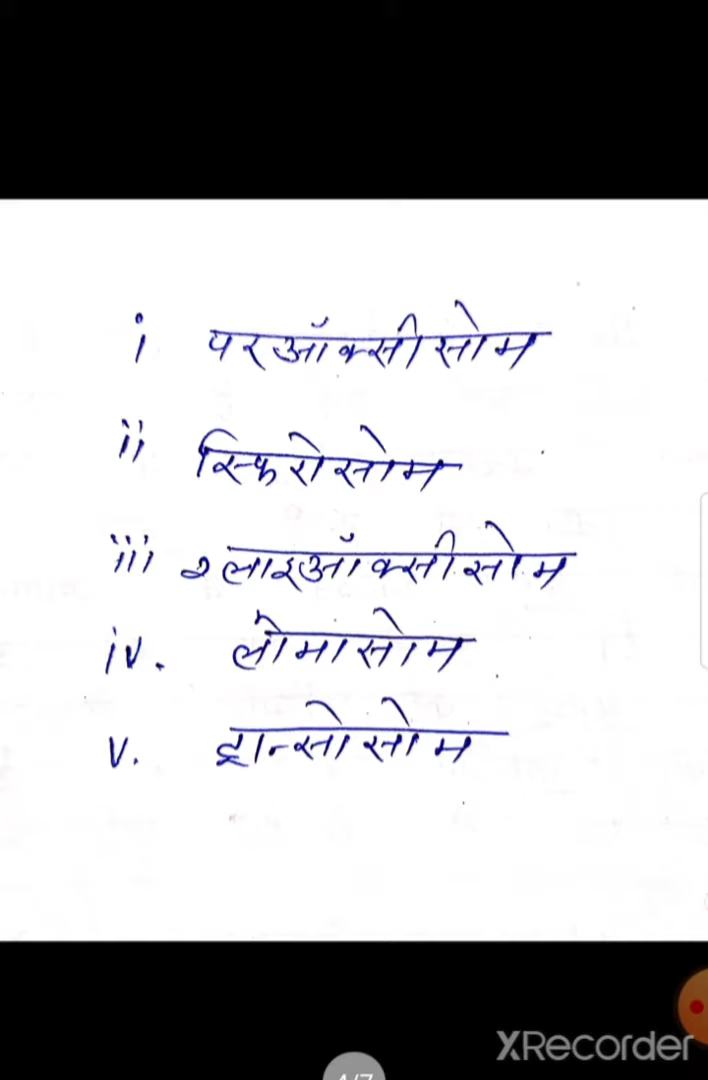 i परऑक्सीसोम
ii स्फिरोसोम
iii ग्लाइऑक्सीसोम
iv. लोमासोम
v. ट्रान्सोसोम
XRecorder